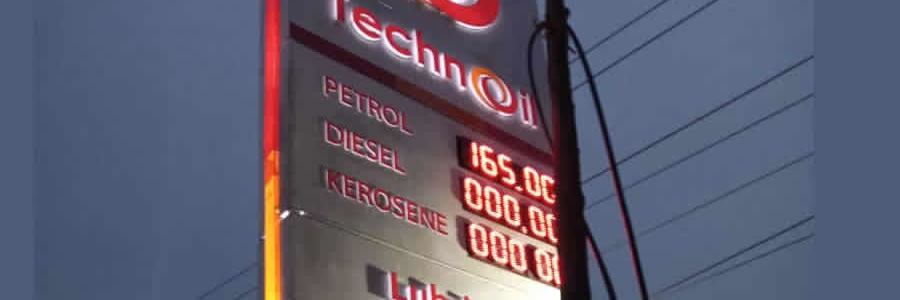 TechnOil
PETROL 165.00
DIESEL 000.00
KEROSENE 000.00